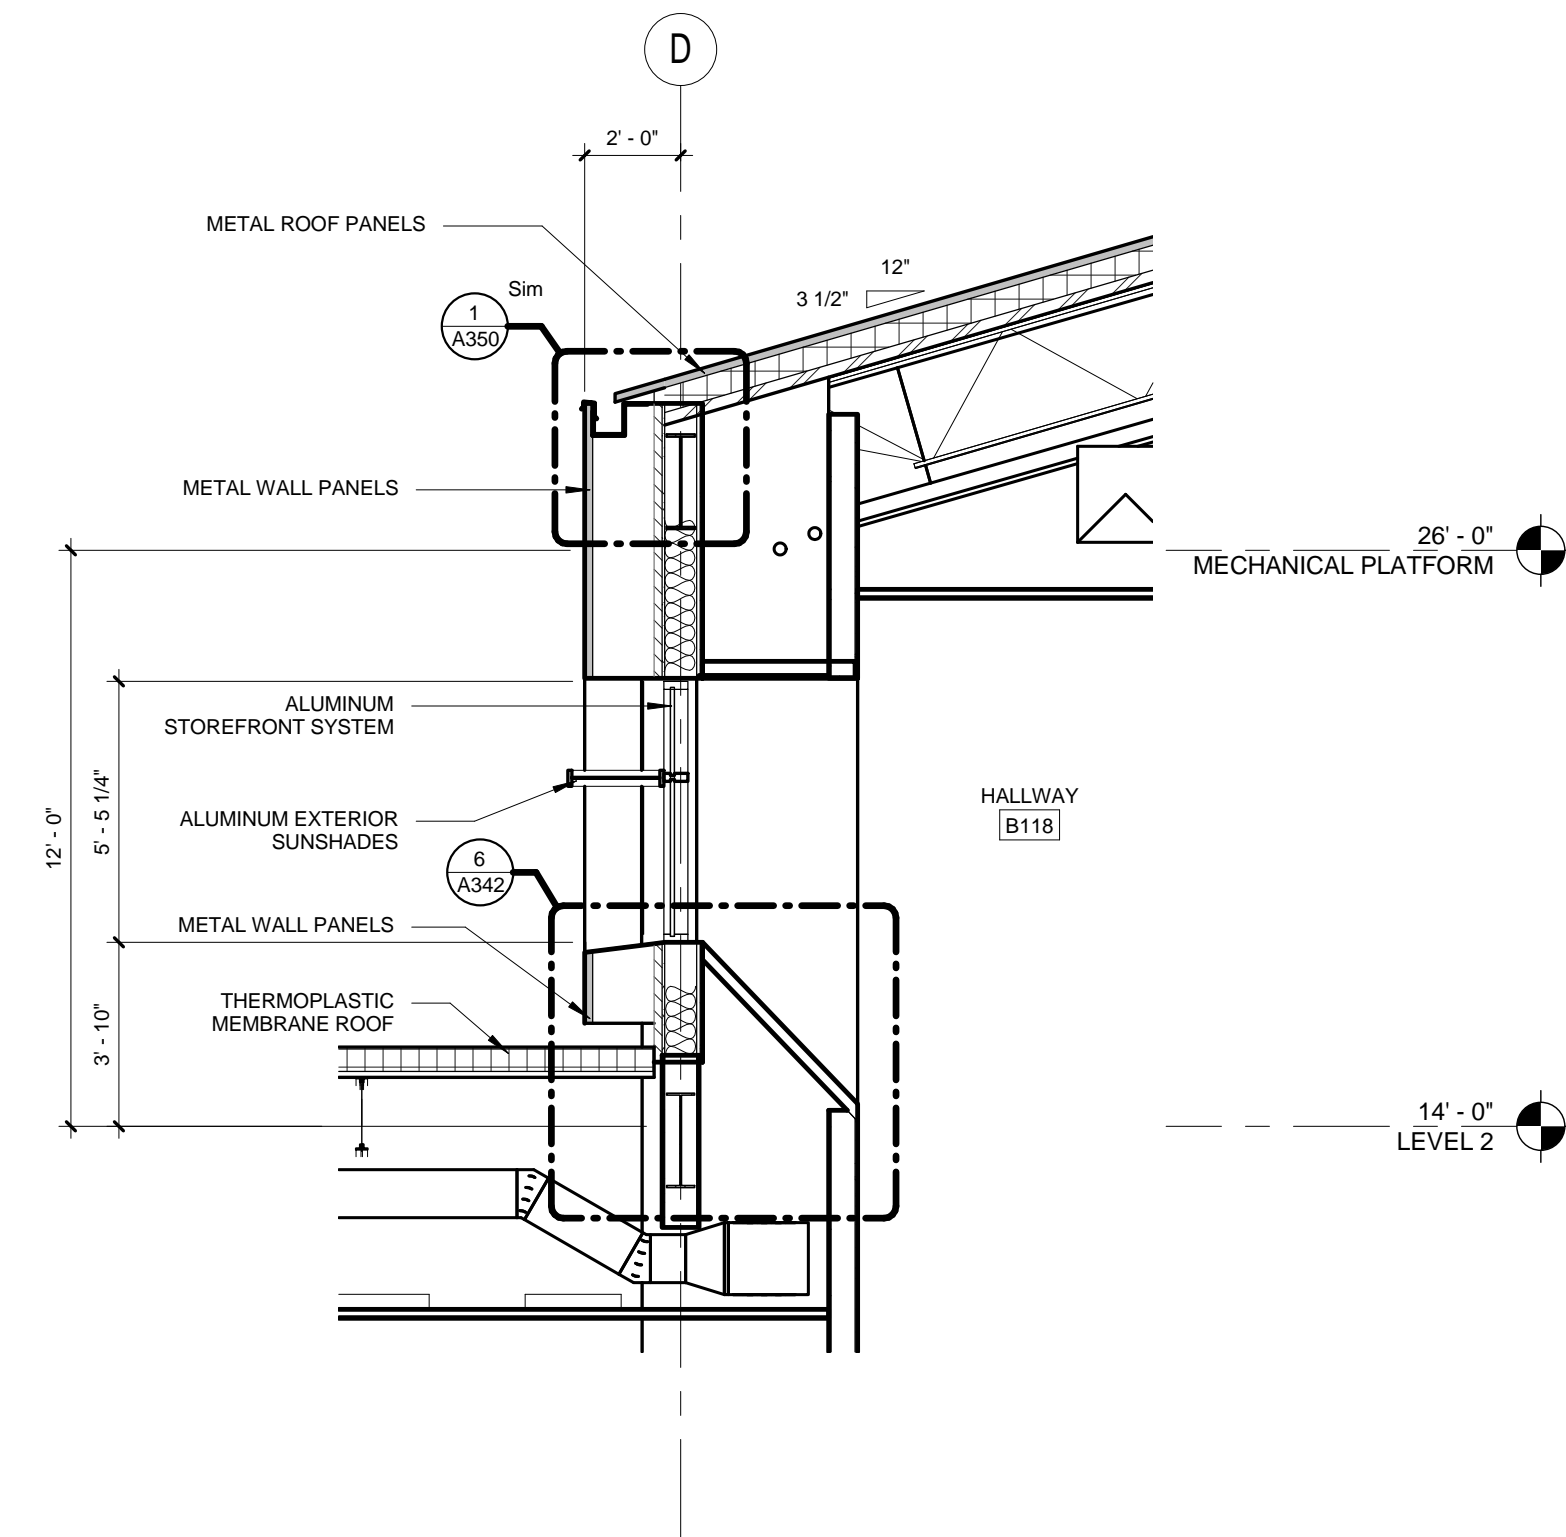 D
2' - 0"
METAL ROOF PANELS
12"
3 1/2"
Sim
1
A350
METAL WALL PANELS
26' - 0"
MECHANICAL PLATFORM
ALUMINUM
STOREFRONT SYSTEM
5' - 5 1/4"
12' - 0"
HALLWAY
B118
ALUMINUM EXTERIOR
SUNSHADES
6
A342
METAL WALL PANELS
THERMOPLASTIC
MEMBRANE ROOF
3' - 10"
14' - 0"
LEVEL 2